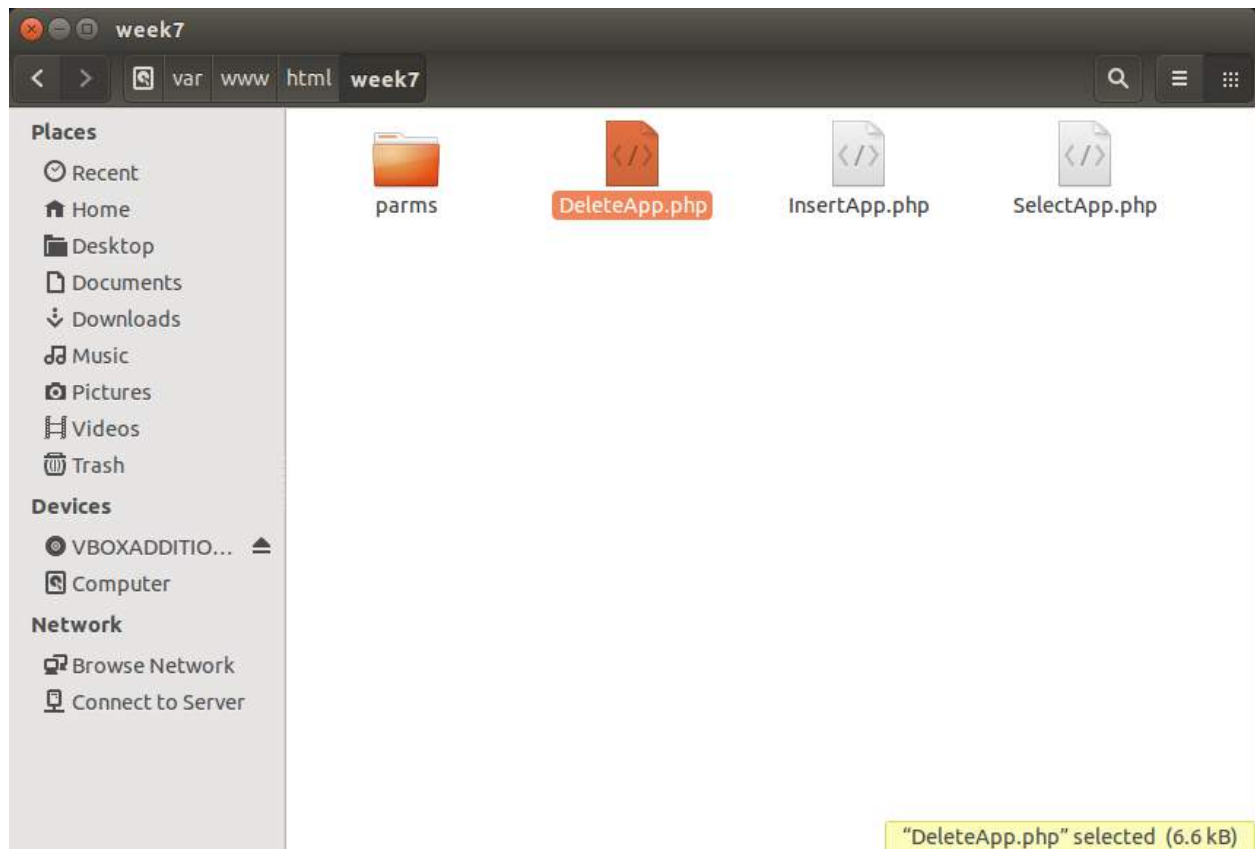 week7
var www html week7
Places
Recent
Home
Desktop
Documents
Downloads
Music
Pictures
Videos
Trash
Devices
VBOXADDITIO...
Computer
Network
Browse Network
Connect to Server
parms DeleteApp.php InsertApp.php SelectApp.php
“DeleteApp.php” selected (6.6 kB)